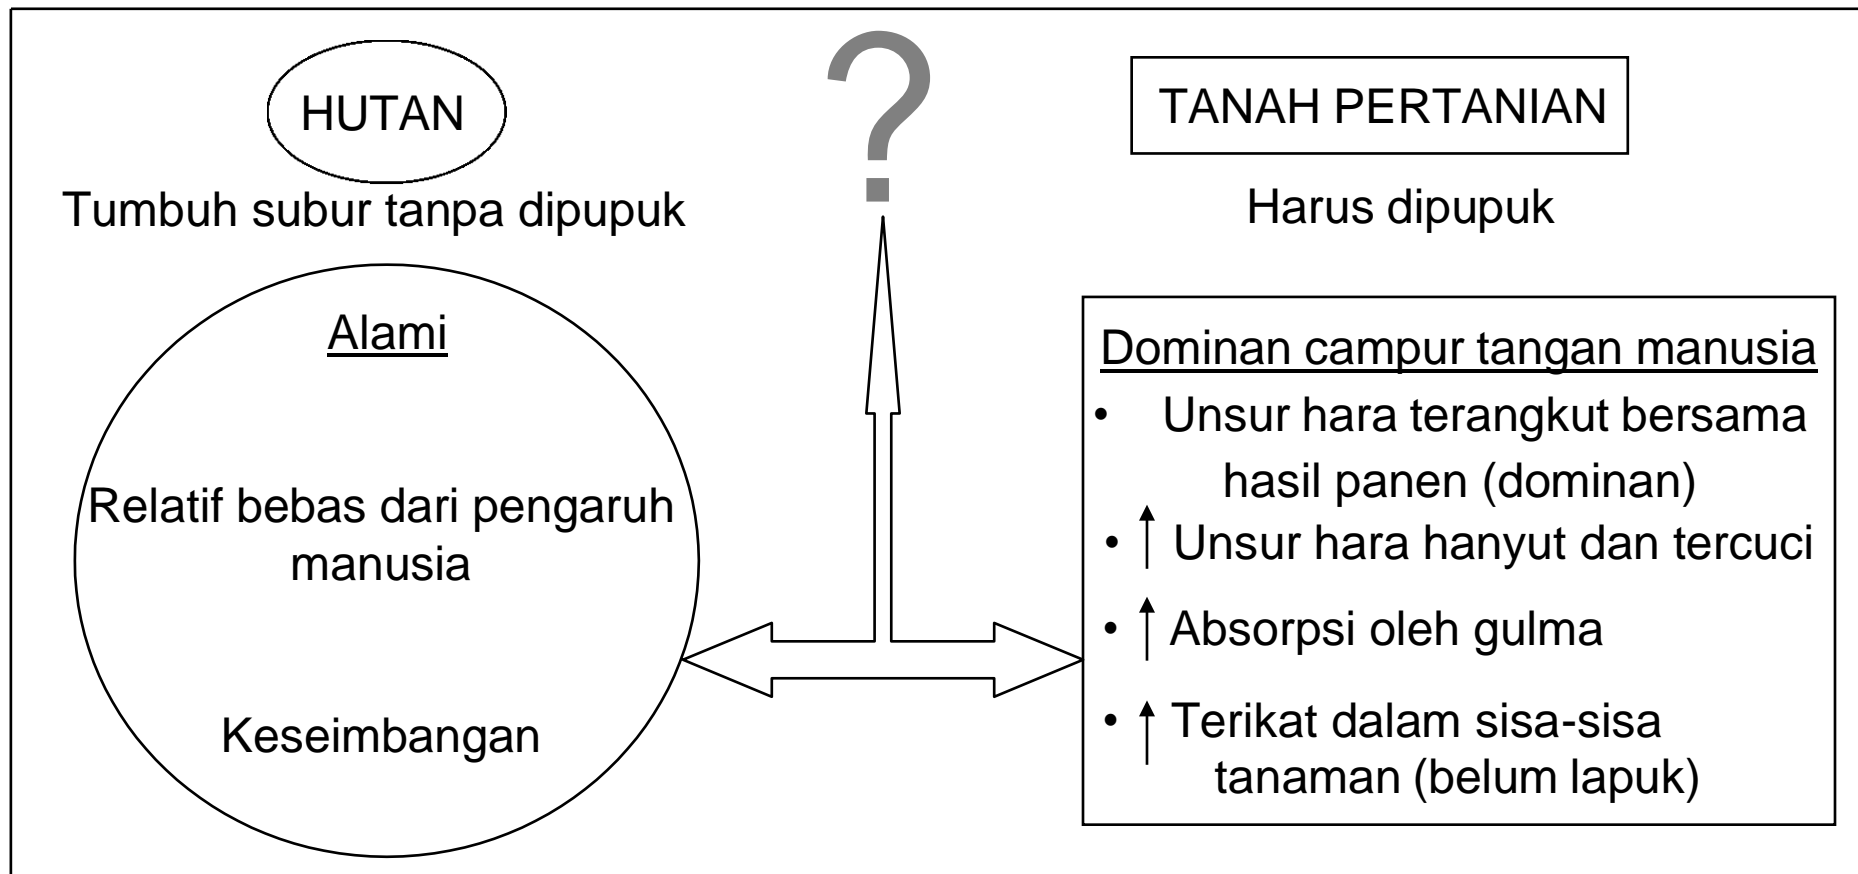 HUTAN
Tumbuh subur tanpa dipupuk
Alami
Relatif bebas dari pengaruh
manusia
Keseimbangan
?
TANAH PERTANIAN
Harus dipupuk
Dominan campur tangan manusia
• Unsur hara terangkut bersama
hasil panen (dominan)
• ↑ Unsur hara hanyut dan tercuci
• ↑ Absorpsi oleh gulma
• ↑ Terikat dalam sisa-sisa
tanaman (belum lapuk)